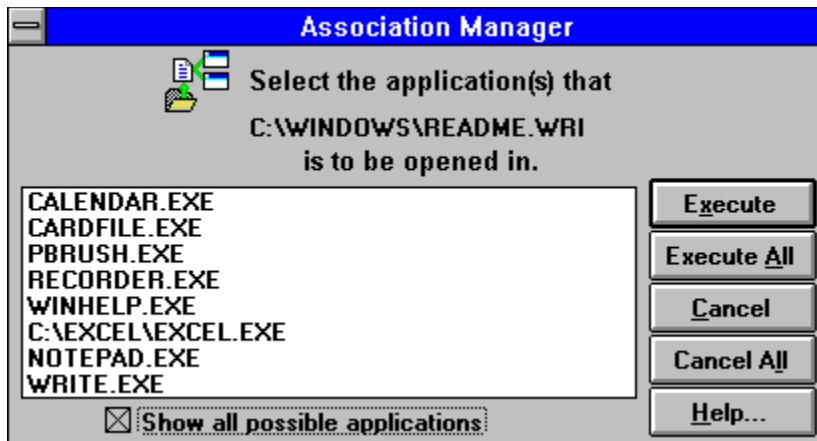 Association Manager
Select the application(s) that
C:\WINDOWS\README.WRI
is to be opened in.
CALENDAR.EXE
CARDFILE.EXE
PBRUSH.EXE
RECORDER.EXE
WINHELP.EXE
C:\EXCEL\EXCEL.EXE
NOTEPAD.EXE
WRITE.EXE
Show all possible applications
Execute
Execute All
Cancel
Cancel All
Help...